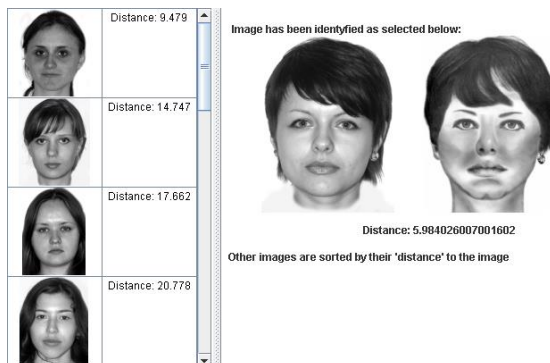 Distance: 9.479
Distance: 14.747
Distance: 17.662
Distance: 20.778
Image has been identyfied as selected below:
Distance: 5.984026007001602
Other images are sorted by their 'distance' to the image